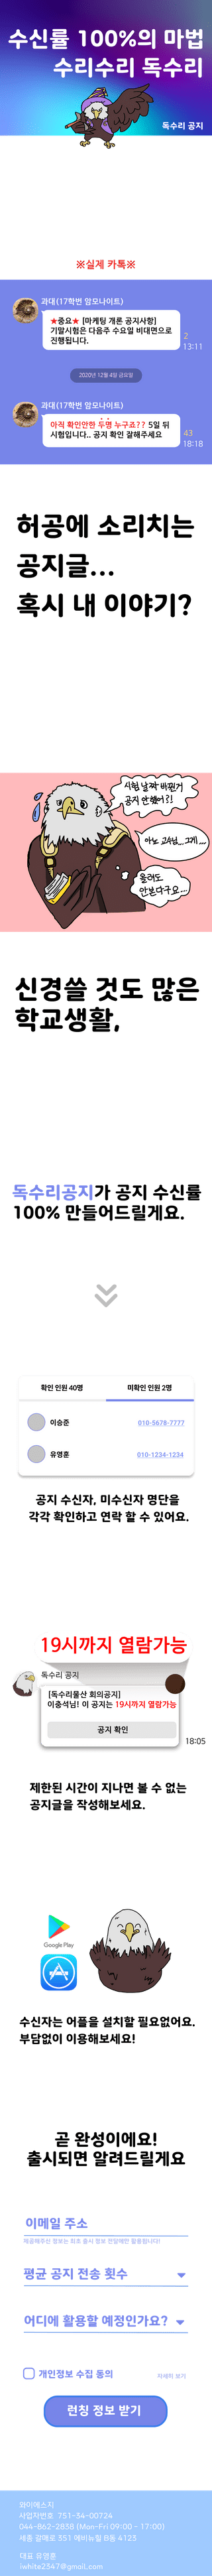 수신률 100%의 마법
수리수리 독수리
독수리 공지
※실제 카톡※
과대(17학번 암모나이트)
★중요★ [마케팅 개론 공지사항]
기말시험은 다음주 수요일 비대면으로
진행됩니다.
2
13:11
2020년 12월 4일 금요일
과대(17학번 암모나이트)
아직 확인안한 두명 누구죠?? 5일 뒤
시험입니다.. 공지 확인 잘해주세요
43
18:18
허공에 소리치는
공지글...
혹시 내 이야기?
시험 날짜 바뀐거
공지 안했어?!
아노 교수님...그게...
몰려도
안본다구요...
신경쓸 것도 많은
학교생활,
독수리공지가 공지 수신률
100% 만들어드릴게요.
확인 인원 40명
미확인 인원 2명
이승준
010-5678-7777
유영훈
010-1234-1234
공지 수신자, 미수신자 명단을
각각 확인하고 연락 할 수 있어요.
19시까지 열람가능
독수리 공지
[독수리물산 회의공지]
이충석님! 이 공지는 19시까지 열람가능
공지 확인
18:05
제한된 시간이 지나면 볼 수 없는
공지글을 작성해보세요.
Google Play
수신자는 어플을 설치할 필요없어요.
부담없이 이용해보세요!
곧 완성이에요!
출시되면 알려드릴게요
이메일 주소
제공해주신 정보는 최초 출시 정보 전달에만 활용됩니다!
평균 공지 전송 횟수
어디에 활용할 예정인가요?
개인정보 수집 동의
자세히 보기
런칭 정보 받기
와이에스지
사업자번호. 751-34-00724
044-862-2838 (Mon-Fri 09:00 - 17:00)
세종 갈매로 351 에비뉴힐 B동 4123
대표 유영훈
iwhite2347@gmail.com